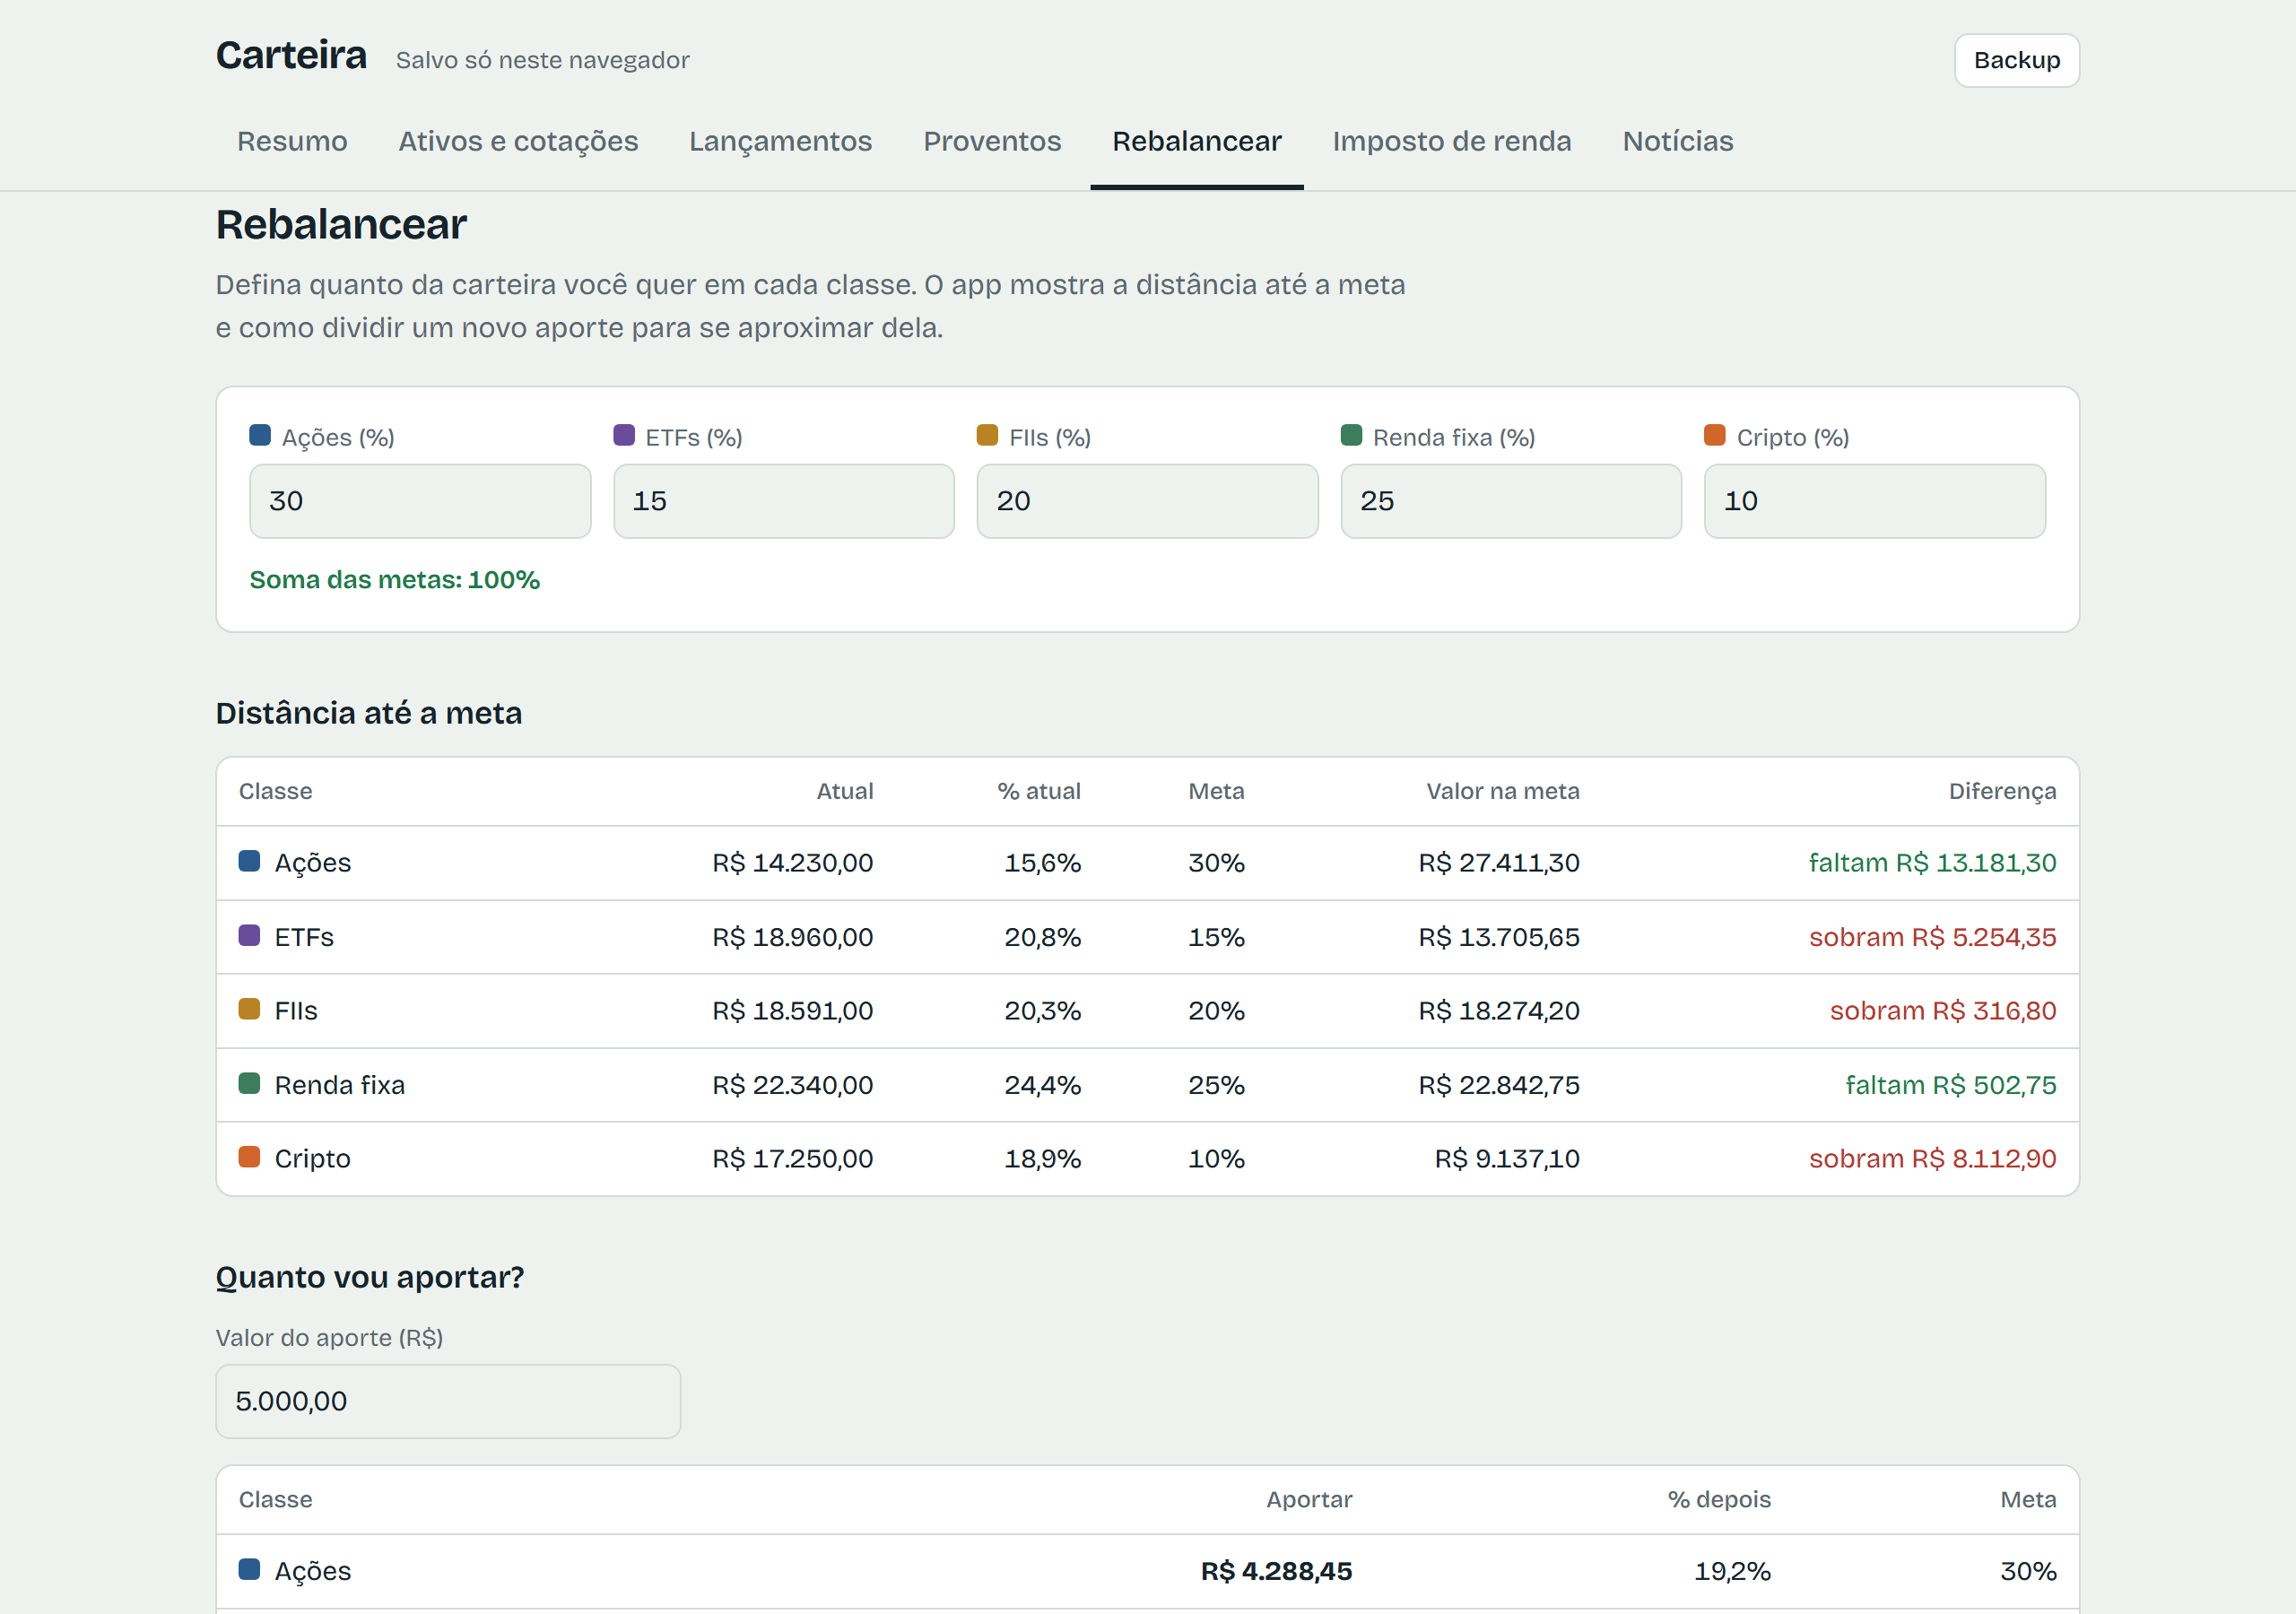 Carteira Salvo só neste navegador Backup
Resumo Ativos e cotações Lançamentos Proventos Rebalancear Imposto de renda Notícias
Rebalancear
Defina quanto da carteira você quer em cada classe. O app mostra a distância até a meta
e como dividir um novo aporte para se aproximar dela.
Ações (%) ETFs (%) FIIs (%) Renda fixa (%) Cripto (%)
30 15 20 25 10
Soma das metas: 100%
Distância até a meta
Classe Atual % atual Meta Valor na meta Diferença
Ações R$ 14.230,00 15,6% 30% R$ 27.411,30 faltam R$ 13.181,30
ETFs R$ 18.960,00 20,8% 15% R$ 13.705,65 sobram R$ 5.254,35
FIIs R$ 18.591,00 20,3% 20% R$ 18.274,20 sobram R$ 316,80
Renda fixa R$ 22.340,00 24,4% 25% R$ 22.842,75 faltam R$ 502,75
Cripto R$ 17.250,00 18,9% 10% R$ 9.137,10 sobram R$ 8.112,90
Quanto vou aportar?
Valor do aporte (R$)
5.000,00
Classe Aportar % depois Meta
Ações R$ 4.288,45 19,2% 30%